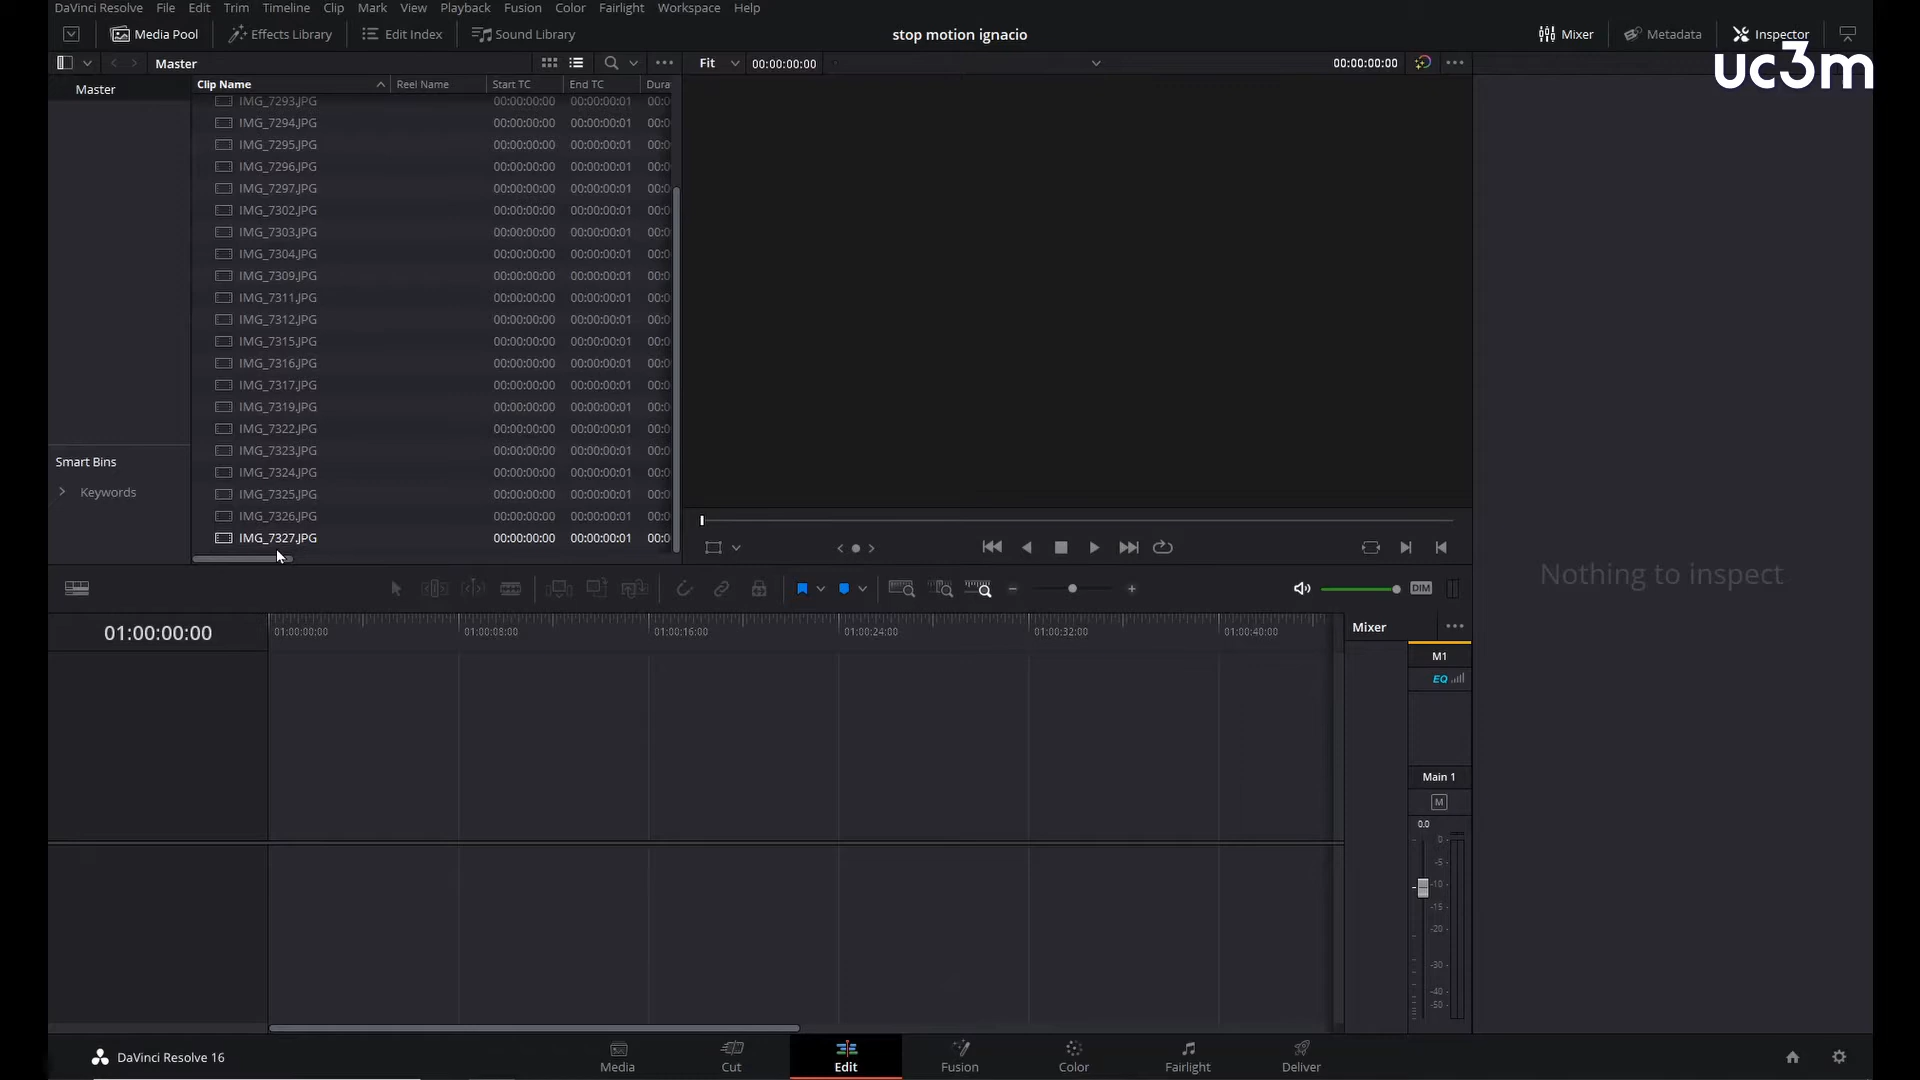 DaVinci Resolve File Edit Trim Timeline Clip Mark View Playback Fusion Color Fairlight Workspace Help
Media Pool Effects Library Edit Index Sound Library stop motion ignacio Mixer Metadata Inspector
uc3m
Master Fit 00:00:00:00 00:00:00:00
Master
Clip Name Reel Name Start TC End TC Dura
IMG_7293.JPG 00:00:00:00 00:00:00:01 00:0
IMG_7294.JPG 00:00:00:00 00:00:00:01 00:0
IMG_7295.JPG 00:00:00:00 00:00:00:01 00:0
IMG_7296.JPG 00:00:00:00 00:00:00:01 00:0
IMG_7297.JPG 00:00:00:00 00:00:00:01 00:0
IMG_7302.JPG 00:00:00:00 00:00:00:01 00:0
IMG_7303.JPG 00:00:00:00 00:00:00:01 00:0
IMG_7304.JPG 00:00:00:00 00:00:00:01 00:0
IMG_7309.JPG 00:00:00:00 00:00:00:01 00:0
IMG_7311.JPG 00:00:00:00 00:00:00:01 00:0
IMG_7312.JPG 00:00:00:00 00:00:00:01 00:0
IMG_7315.JPG 00:00:00:00 00:00:00:01 00:0
IMG_7316.JPG 00:00:00:00 00:00:00:01 00:0
IMG_7317.JPG 00:00:00:00 00:00:00:01 00:0
IMG_7319.JPG 00:00:00:00 00:00:00:01 00:0
IMG_7322.JPG 00:00:00:00 00:00:00:01 00:0
IMG_7323.JPG 00:00:00:00 00:00:00:01 00:0
IMG_7324.JPG 00:00:00:00 00:00:00:01 00:0
IMG_7325.JPG 00:00:00:00 00:00:00:01 00:0
IMG_7326.JPG 00:00:00:00 00:00:00:01 00:0
IMG_7327.JPG 00:00:00:00 00:00:00:01 00:0
Smart Bins
Keywords
Nothing to inspect
DIM
01:00:00:00
01:00:00:00 01:00:08:00 01:00:16:00 01:00:24:00 01:00:32:00 01:00:40:00
Mixer
M1
EQ
Main 1
M
0.0
0
-5
-10
-15
-20
-30
-40
-50
DaVinci Resolve 16
Media Cut Edit Fusion Color Fairlight Deliver